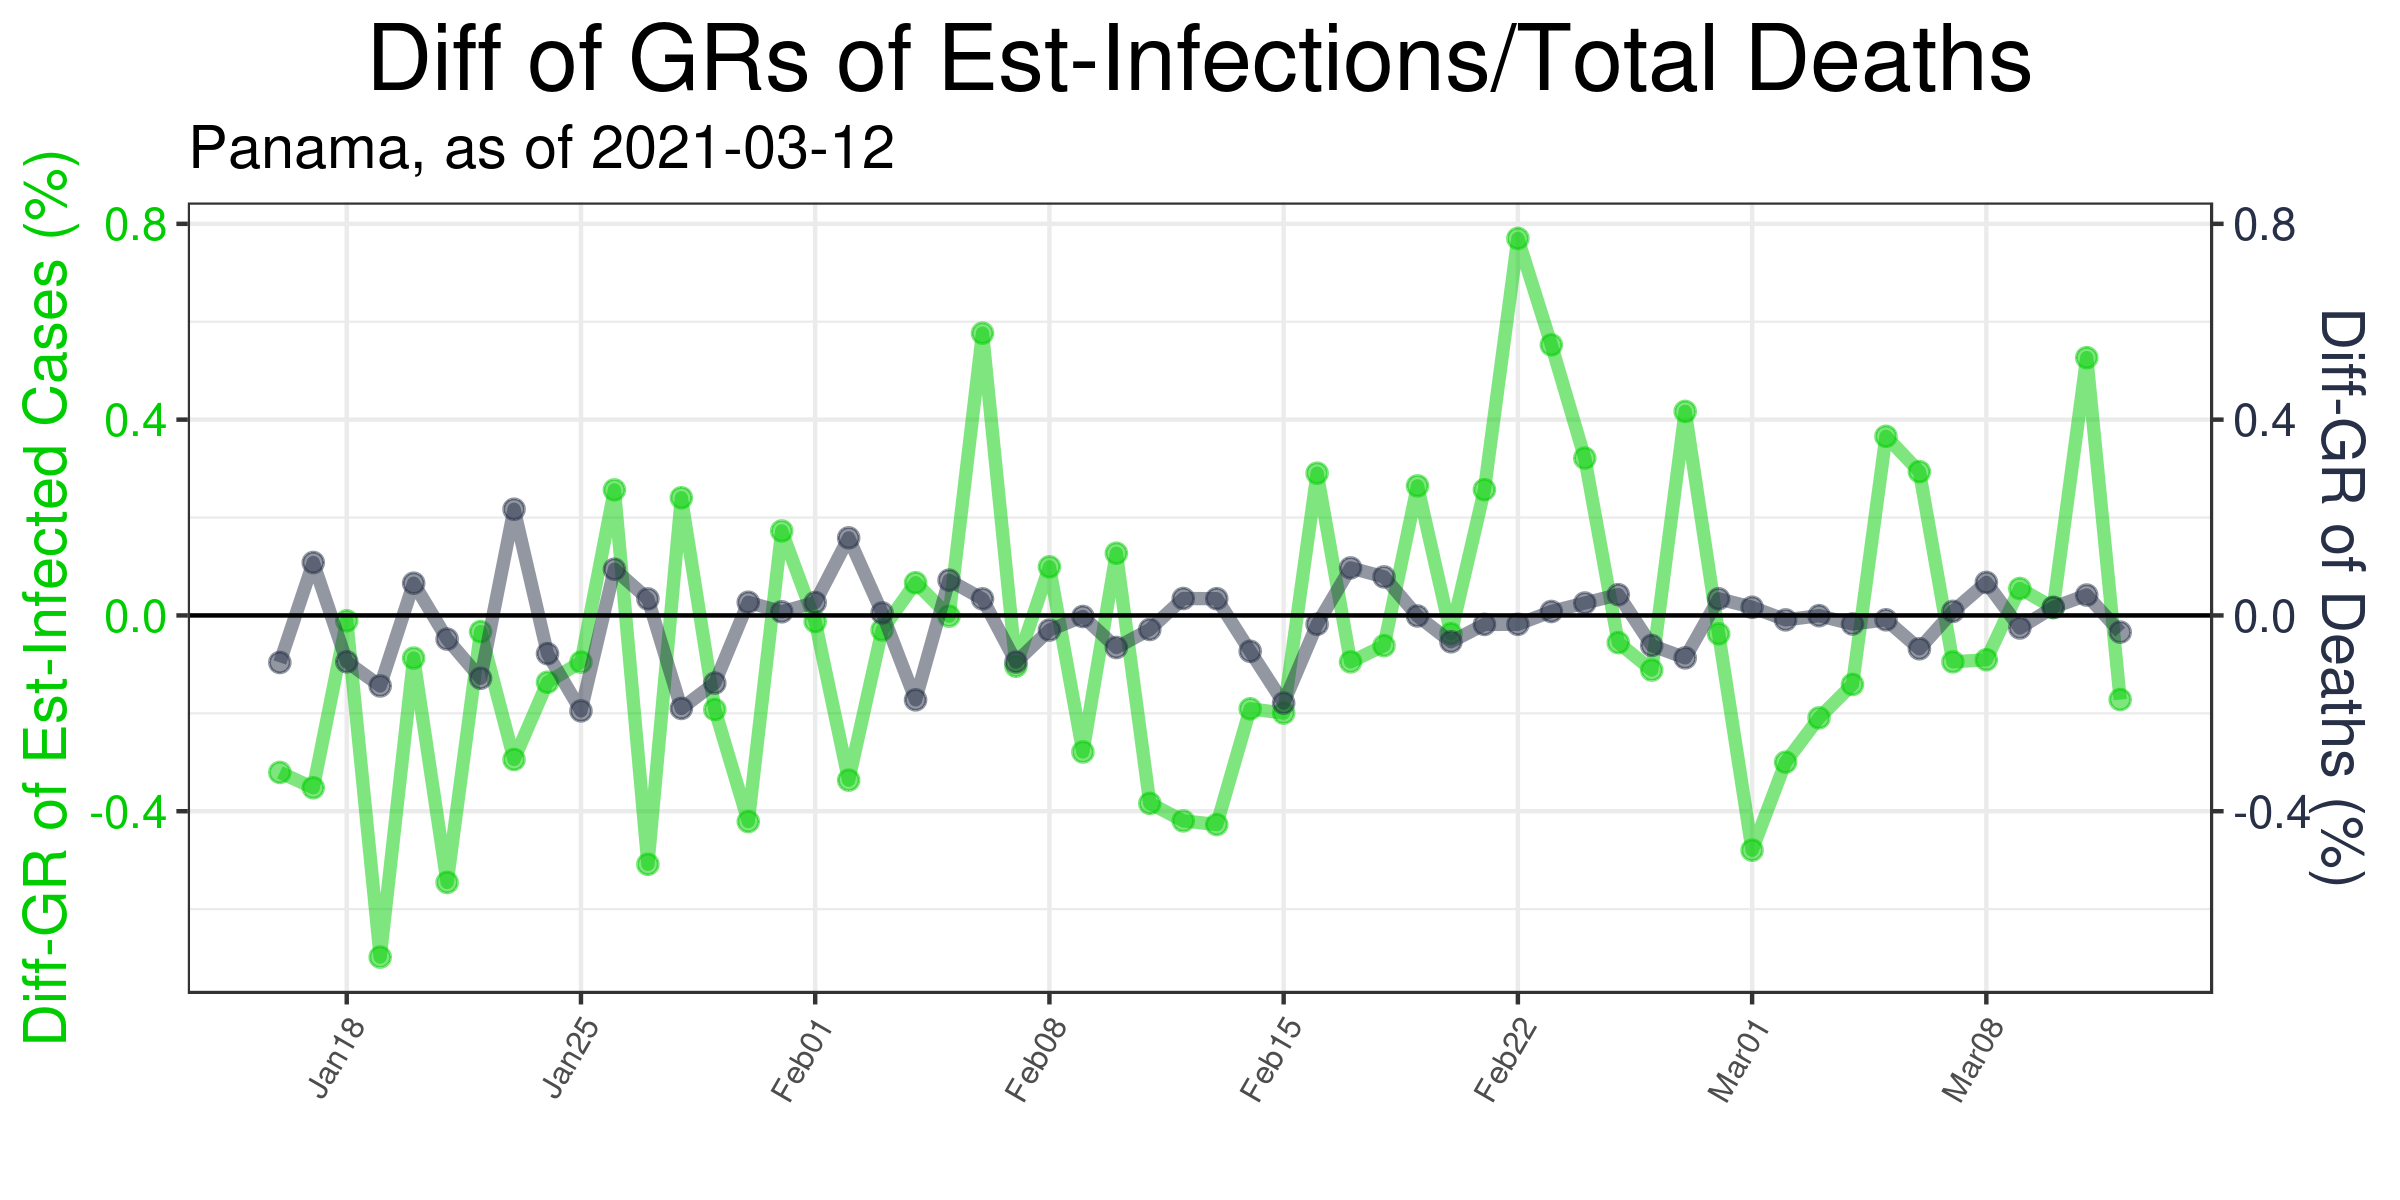 Diff of GRs of Est-Infections/Total Deaths
Panama, as of 2021-03-12
Diff-GR of Est-Infected Cases (%)
0.8
0.4
0.0
-0.4
0.8
0.4
0.0
-0.4
Diff-GR of Deaths (%)
Jan18
Jan25
Feb01
Feb08
Feb15
Feb22
Mar01
Mar08